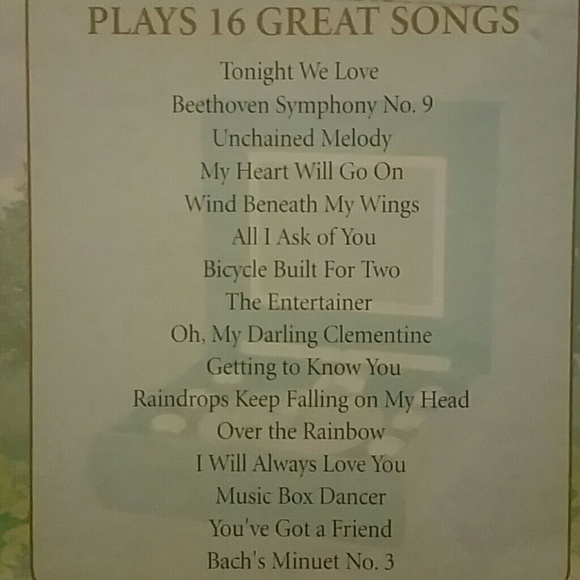 PLAYS 16 GREAT SONGS
Tonight We Love
Beethoven Symphony No. 9
Unchained Melody
My Heart Will Go On
Wind Beneath My Wings
All I Ask of You
Bicycle Built For Two
The Entertainer
Oh, My Darling Clementine
Getting to Know You
Raindrops Keep Falling on My Head
Over the Rainbow
I Will Always Love You
Music Box Dancer
You've Got a Friend
Bach's Minuet No. 3